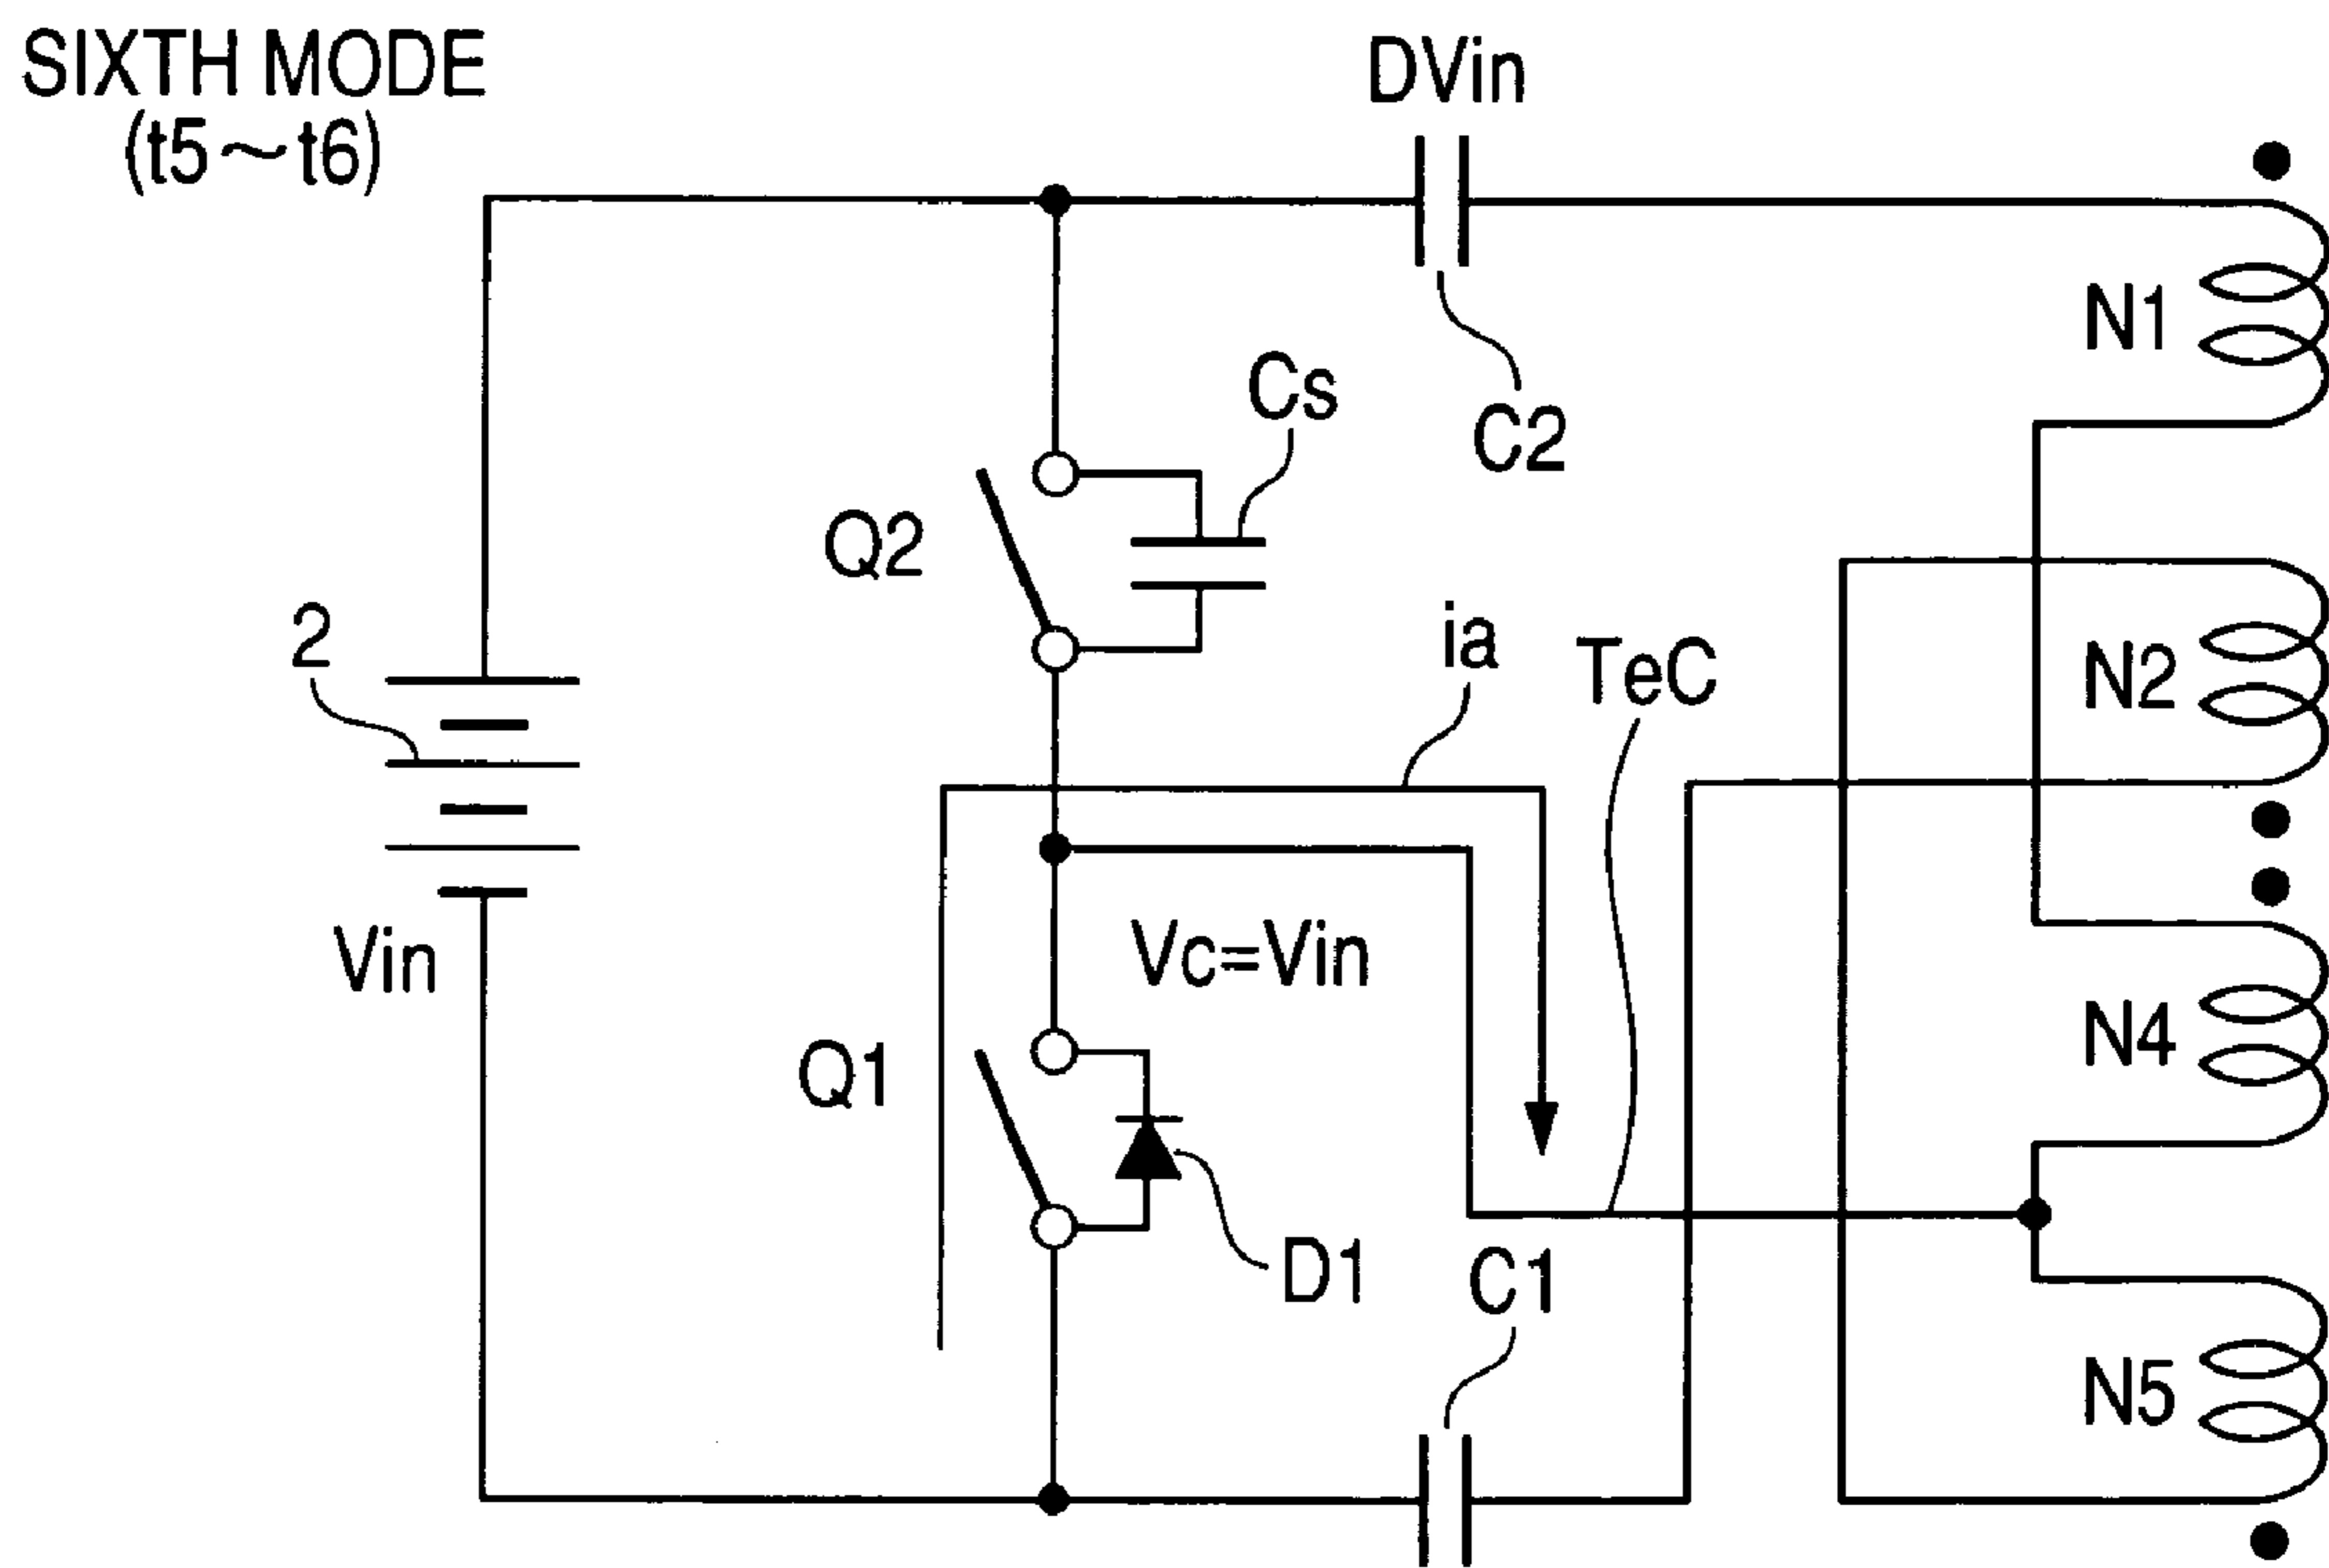 SIXTH MODE
(t5～t6)
DVin
N1
Cs
C2
Q2
2
ia
TeC
N2
Vin
Vc=Vin
Q1
N4
D1
C1
N5